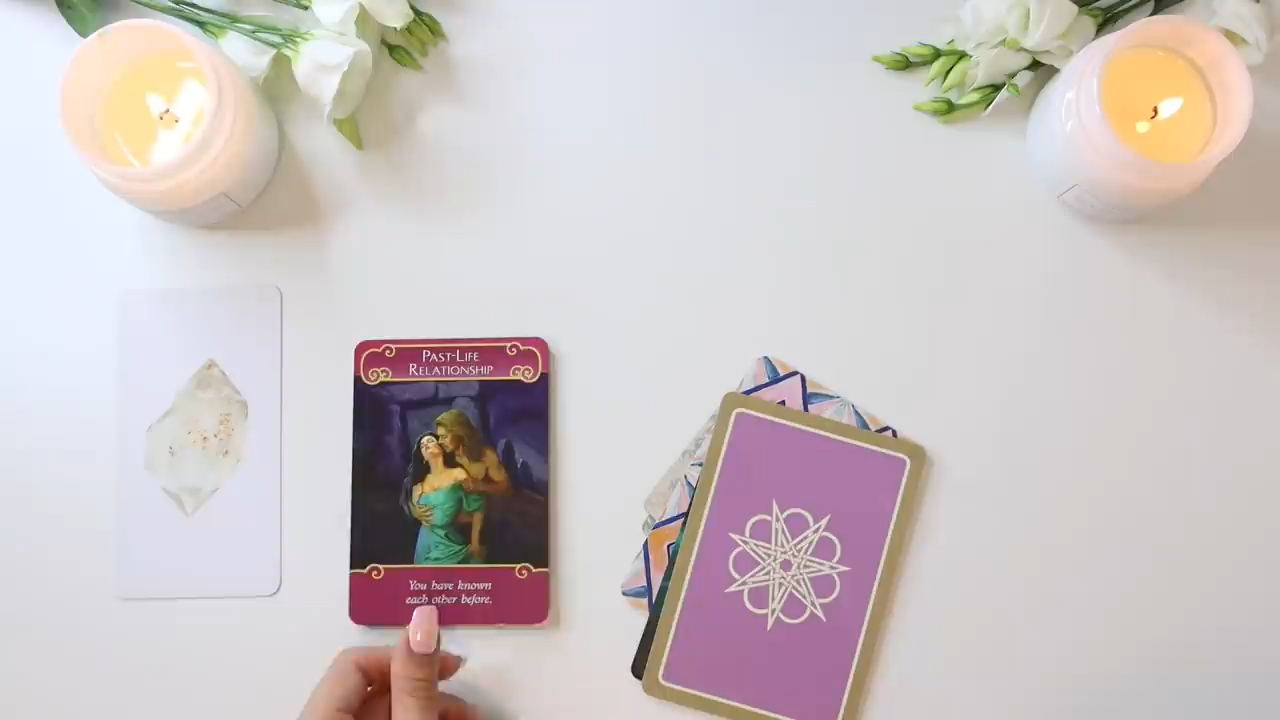 PAST-LIFE
RELATIONSHIP
You have known
each other before.